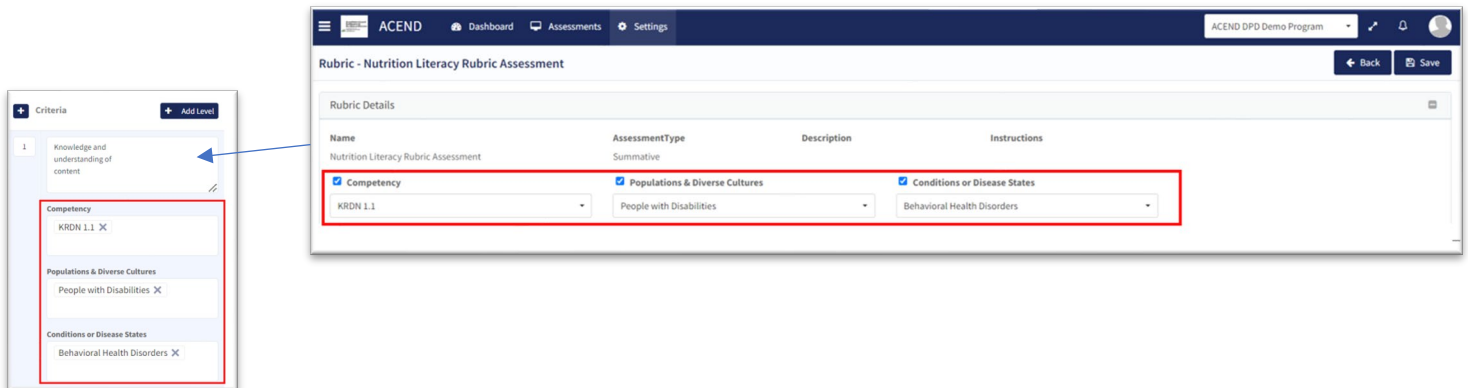 ACEND Dashboard Assessments Settings ACEND DPD Demo Program
Rubric - Nutrition Literacy Rubric Assessment Back Save
Rubric Details
Name AssessmentType Description Instructions
Nutrition Literacy Rubric Assessment Summative
Competency Populations & Diverse Cultures Conditions or Disease States
KRDN 1.1 People with Disabilities Behavioral Health Disorders
Criteria Add Level
1 Knowledge and
understanding of
content
Competency
KRDN 1.1
Populations & Diverse Cultures
People with Disabilities
Conditions or Disease States
Behavioral Health Disorders